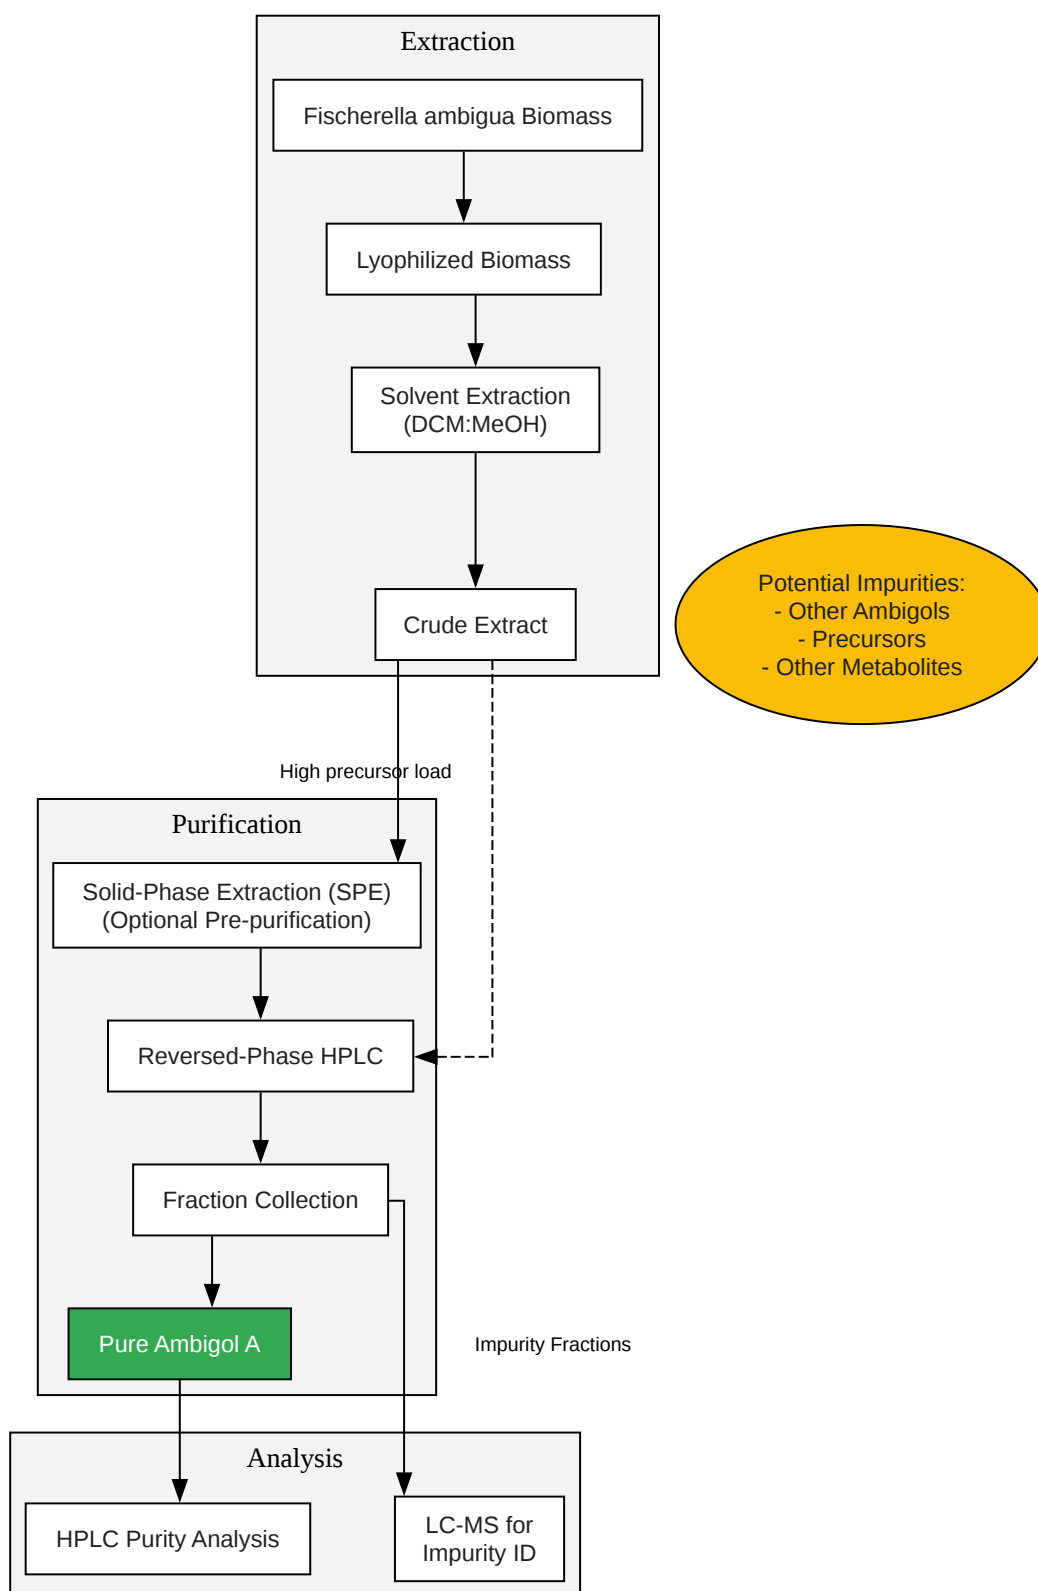 Extraction
Fischerella ambigua Biomass
Lyophilized Biomass
Solvent Extraction
(DCM:MeOH)
Crude Extract
Potential Impurities:
- Other Ambigols
- Precursors
- Other Metabolites
High precursor load
Purification
Solid-Phase Extraction (SPE)
(Optional Pre-purification)
Reversed-Phase HPLC
Fraction Collection
Pure Ambigol A
Impurity Fractions
Analysis
HPLC Purity Analysis
LC-MS for
Impurity ID